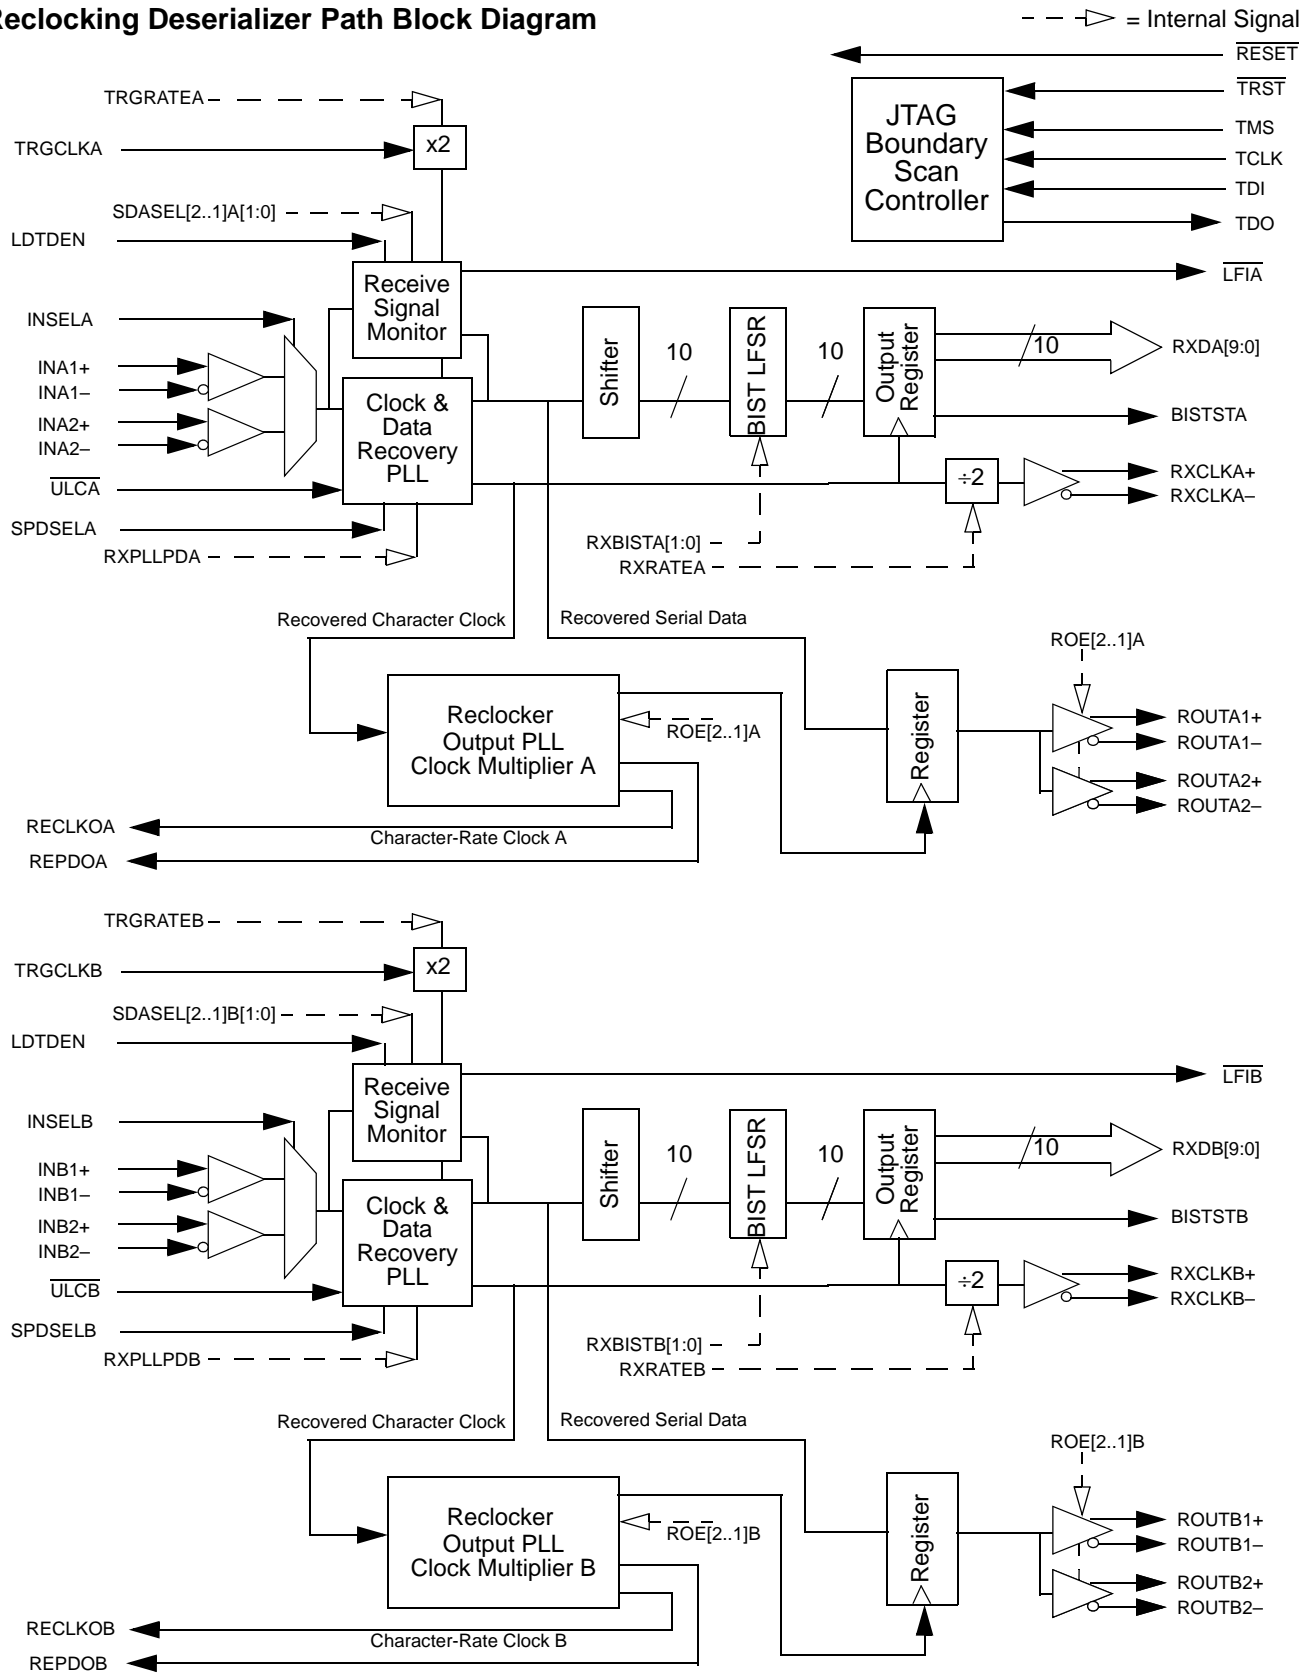 Reclocking Deserializer Path Block Diagram
= Internal Signal
RESET
TRST
TMS
TCLK
TDI
TDO
JTAG
Boundary
Scan
Controller
TRGRATEA
x2
TRGCLKA
SDASEL[2..1]A[1:0]
LDTDEN
Receive
Signal
Monitor
LFIA
INSELA
INA1+
INA1–
INA2+
INA2–
ULCA
SPDSELA
RXPLLPDA
Clock &
Data
Recovery
PLL
Shifter
10
BIST LFSR
10
Output
Register
10
RXDA[9:0]
BISTSTA
÷2
RXCLKA+
RXCLKA–
RXBISTA[1:0]
RXRATEA
Recovered Character Clock
Recovered Serial Data
ROE[2..1]A
Reclocker
Output PLL
Clock Multiplier A
ROE[2..1]A
Register
ROUTA1+
ROUTA1–
ROUTA2+
ROUTA2–
RECLKOA
Character-Rate Clock A
REPDOA
TRGRATEB
x2
TRGCLKB
SDASEL[2..1]B[1:0]
LDTDEN
Receive
Signal
Monitor
LFIB
INSELB
INB1+
INB1–
INB2+
INB2–
ULCB
SPDSELB
RXPLLPDB
Clock &
Data
Recovery
PLL
Shifter
10
BIST LFSR
10
Output
Register
10
RXDB[9:0]
BISTSTB
÷2
RXCLKB+
RXCLKB–
RXBISTB[1:0]
RXRATEB
Recovered Character Clock
Recovered Serial Data
ROE[2..1]B
Reclocker
Output PLL
Clock Multiplier B
ROE[2..1]B
Register
ROUTB1+
ROUTB1–
ROUTB2+
ROUTB2–
RECLKOB
Character-Rate Clock B
REPDOB